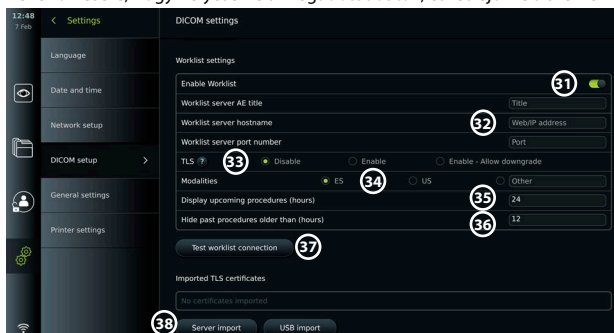 12:48
7 Feb
Settings
DICOM settings
Language
Date and time
Network setup
DICOM setup
General settings
Printer settings
Worklist settings
Enable Worklist
31
Worklist server AE title
Title
Worklist server hostname
32
Web/IP address
Worklist server port number
Port
TLS ?
33
Disable
Enable
Enable - Allow downgrade
Modalities
ES
34
US
Other
Display upcoming procedures (hours)
35
24
Hide past procedures older than (hours)
36
12
Test worklist connection
37
Imported TLS certificates
No certificates imported
38
Server import
USB import